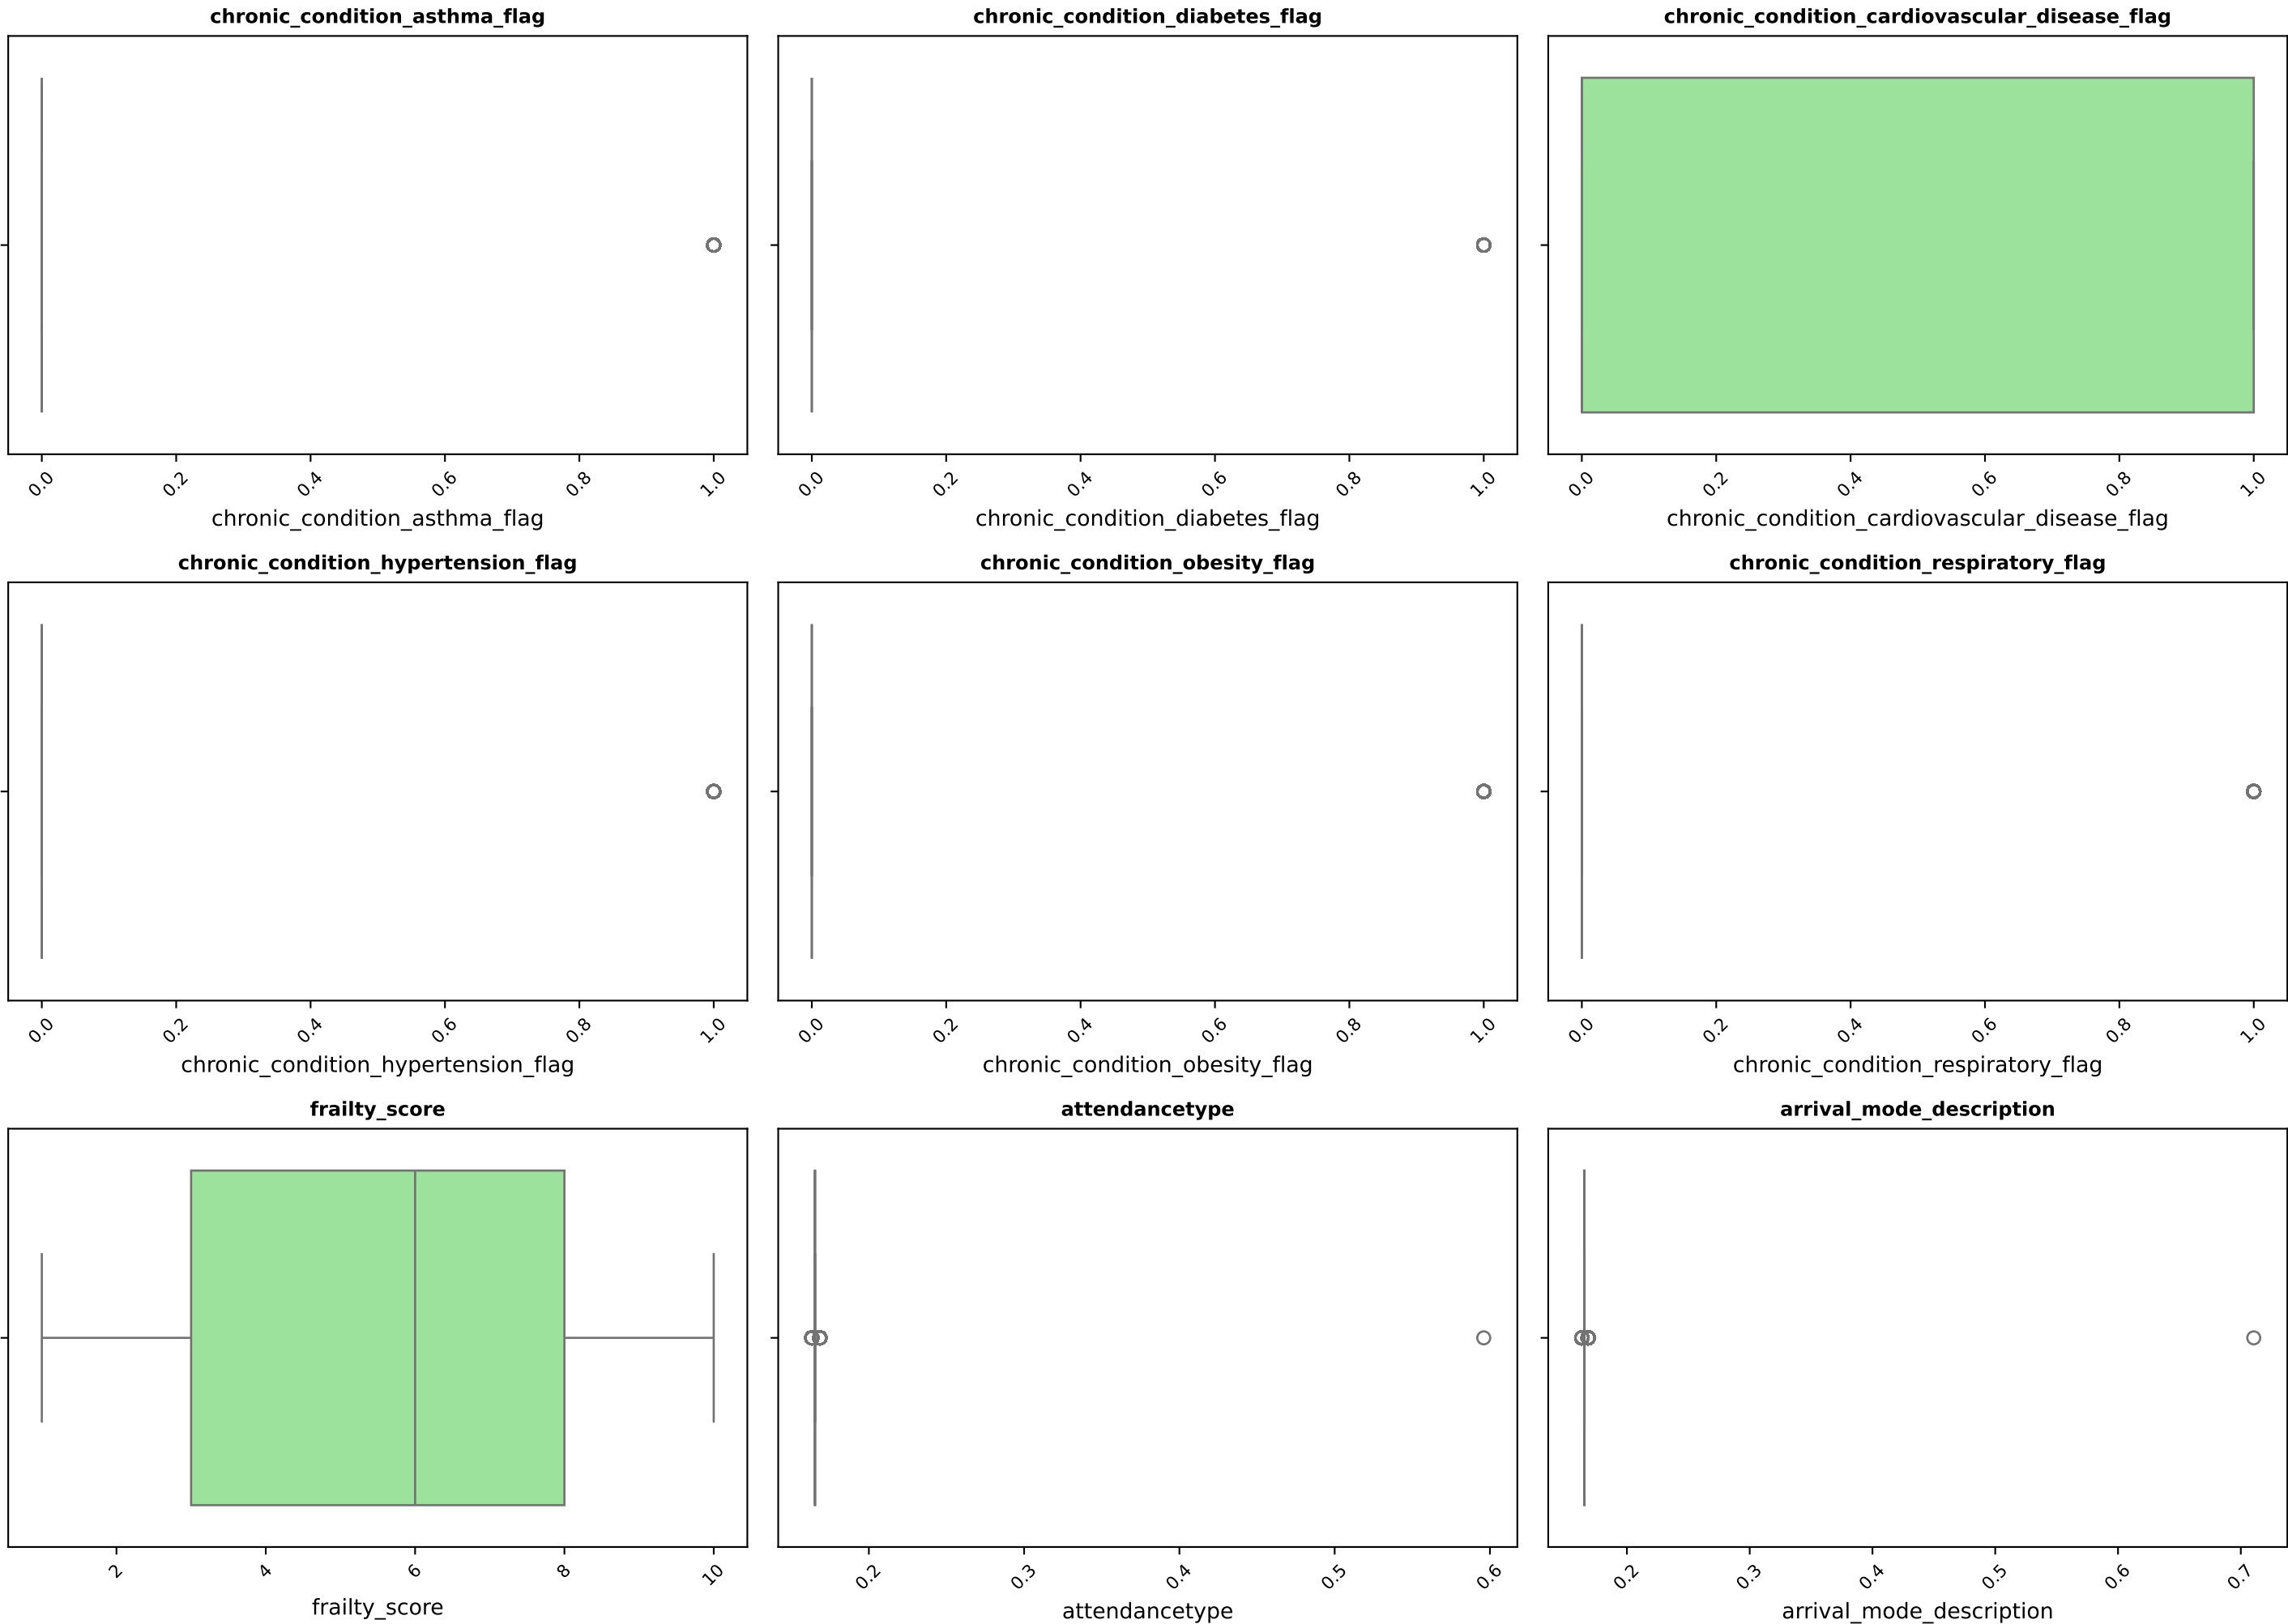 chronic_condition_asthma_flag
chronic_condition_diabetes_flag
chronic_condition_cardiovascular_disease_flag
0.0 0.2 0.4 0.6 0.8 1.0
0.0 0.2 0.4 0.6 0.8 1.0
0.0 0.2 0.4 0.6 0.8 1.0
chronic_condition_asthma_flag
chronic_condition_diabetes_flag
chronic_condition_cardiovascular_disease_flag
chronic_condition_hypertension_flag
chronic_condition_obesity_flag
chronic_condition_respiratory_flag
0.0 0.2 0.4 0.6 0.8 1.0
0.0 0.2 0.4 0.6 0.8 1.0
0.0 0.2 0.4 0.6 0.8 1.0
chronic_condition_hypertension_flag
chronic_condition_obesity_flag
chronic_condition_respiratory_flag
frailty_score
attendancetype
arrival_mode_description
2 4 6 8 10
0.2 0.3 0.4 0.5 0.6
0.2 0.3 0.4 0.5 0.6 0.7
frailty_score
attendancetype
arrival_mode_description